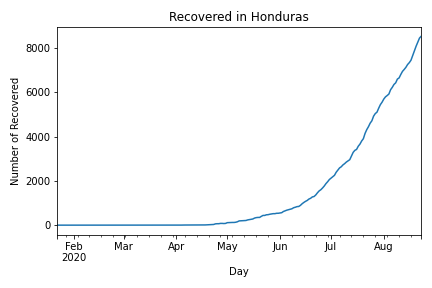 Recovered in Honduras
Number of Recovered
8000
6000
4000
2000
0
Feb Mar Apr May Jun Jul Aug
2020
Day